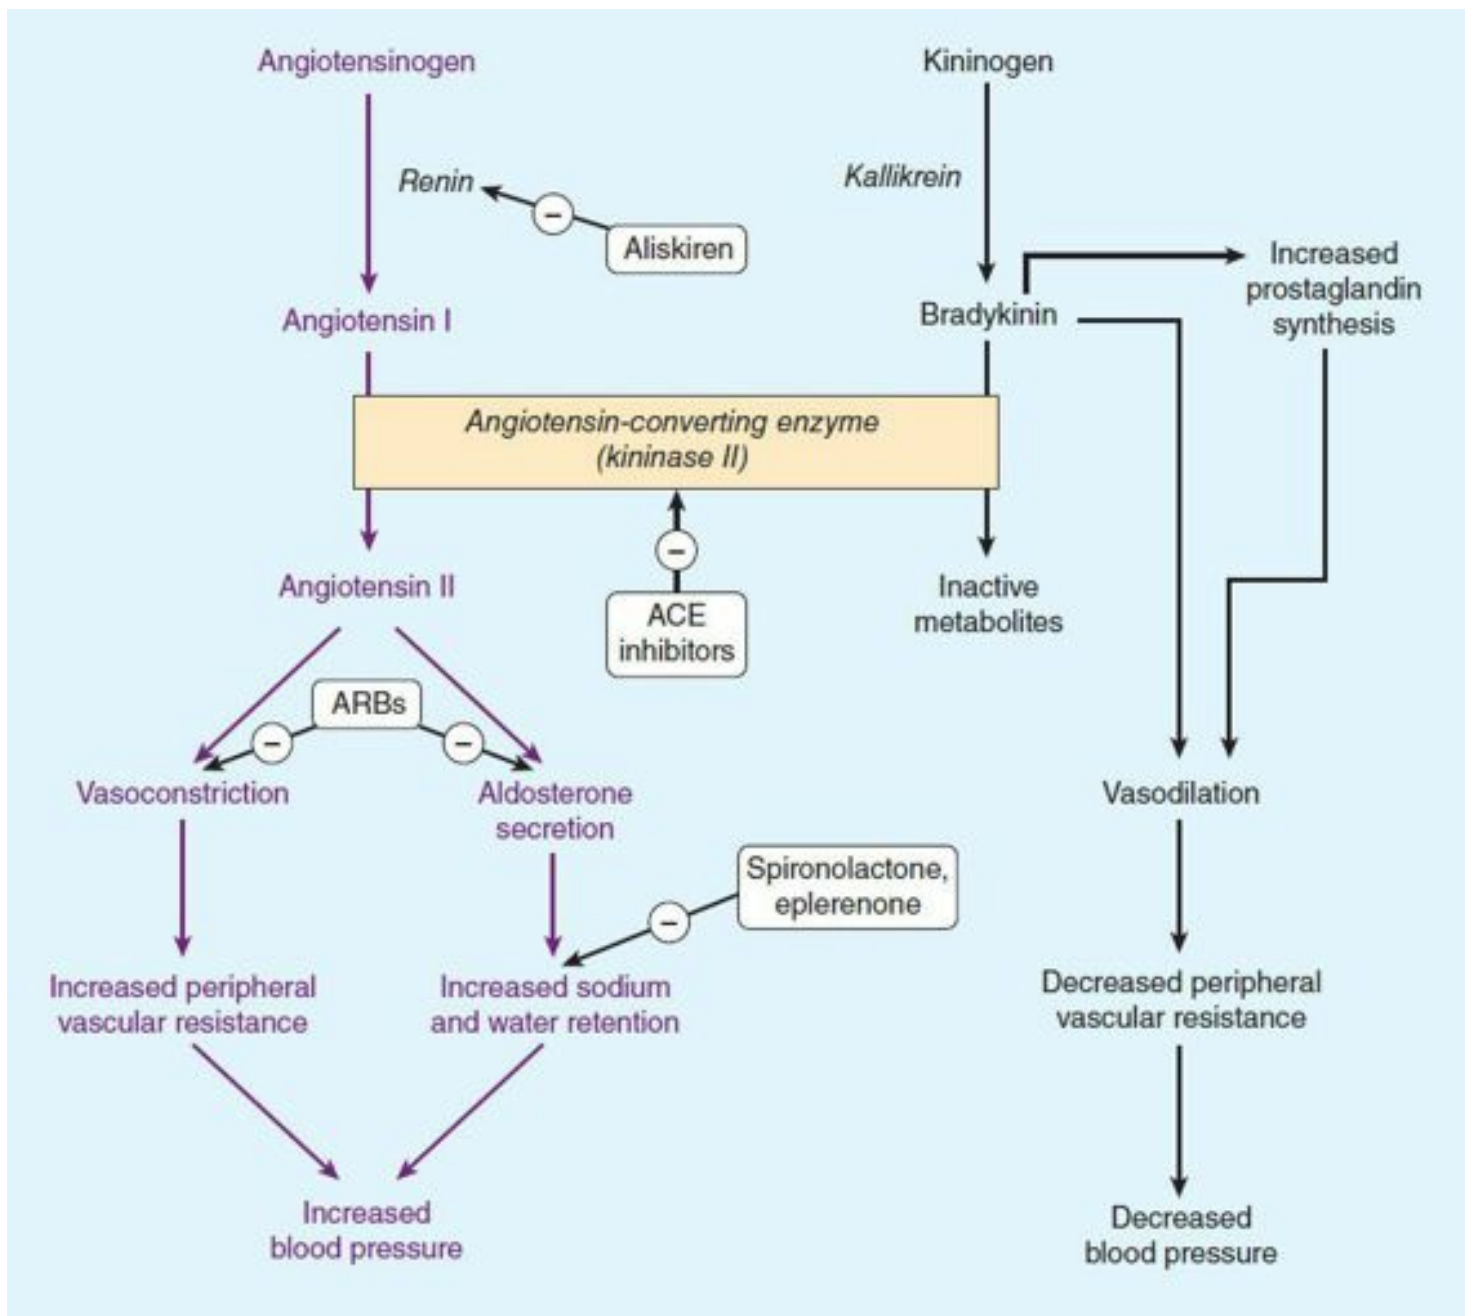 Angiotensinogen
Kininogen
Renin
Kallikrein
Aliskiren
Increased
prostaglandin
synthesis
Angiotensin I
Bradykinin
Angiotensin-converting enzyme
(kininase II)
–
Angiotensin II
ACE
inhibitors
Inactive
metabolites
ARBs
–
–
Vasoconstriction
Aldosterone
secretion
Vasodilation
Spironolactone,
eplerenone
–
Increased peripheral
vascular resistance
Increased sodium
and water retention
Decreased peripheral
vascular resistance
Increased
blood pressure
Decreased
blood pressure
–